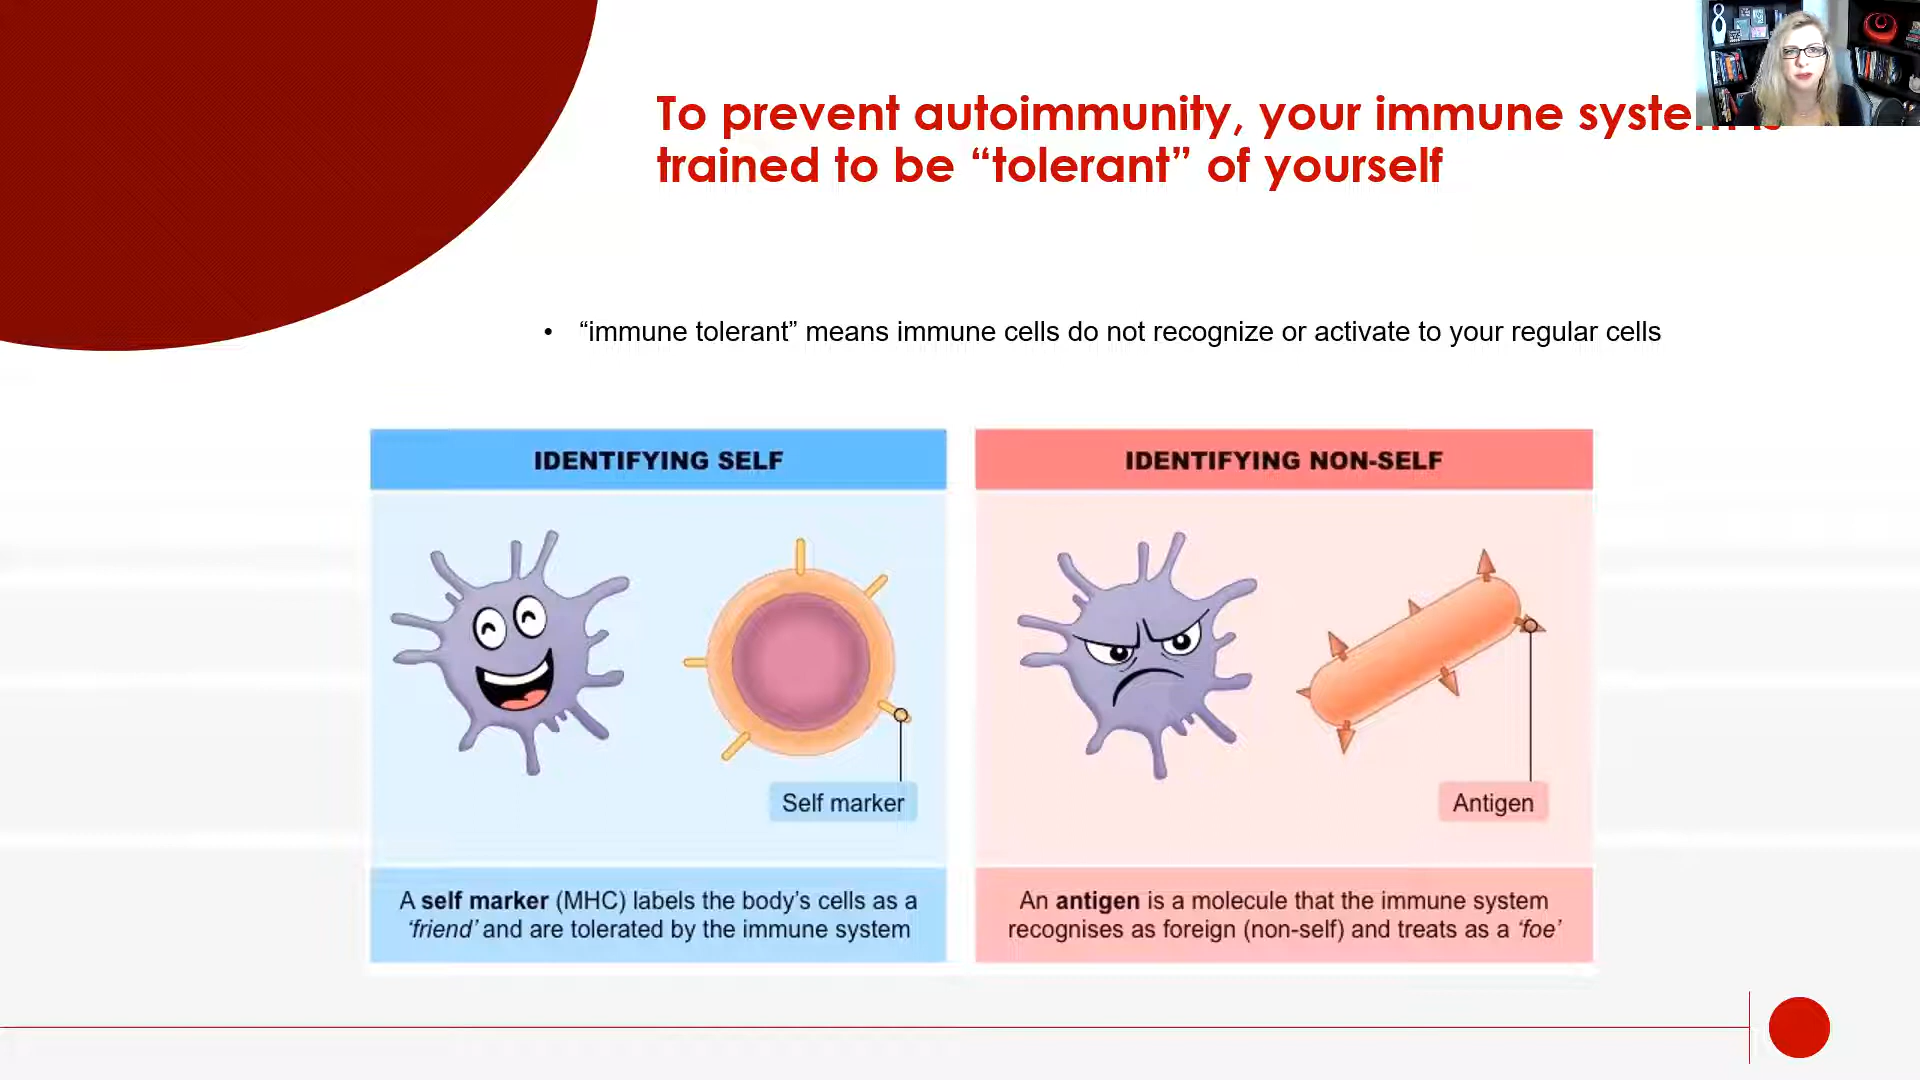 To prevent autoimmunity, your immune
trained to be “tolerant” of yourself
• “immune tolerant” means immune cells do not recognize or activate to your regular cells
IDENTIFYING SELF
Self marker
A self marker (MHC) labels the body's cells as a
‘friend’ and are tolerated by the immune system
IDENTIFYING NON-SELF
Antigen
An antigen is a molecule that the immune system
recognises as foreign (non-self) and treats as a ‘foe’